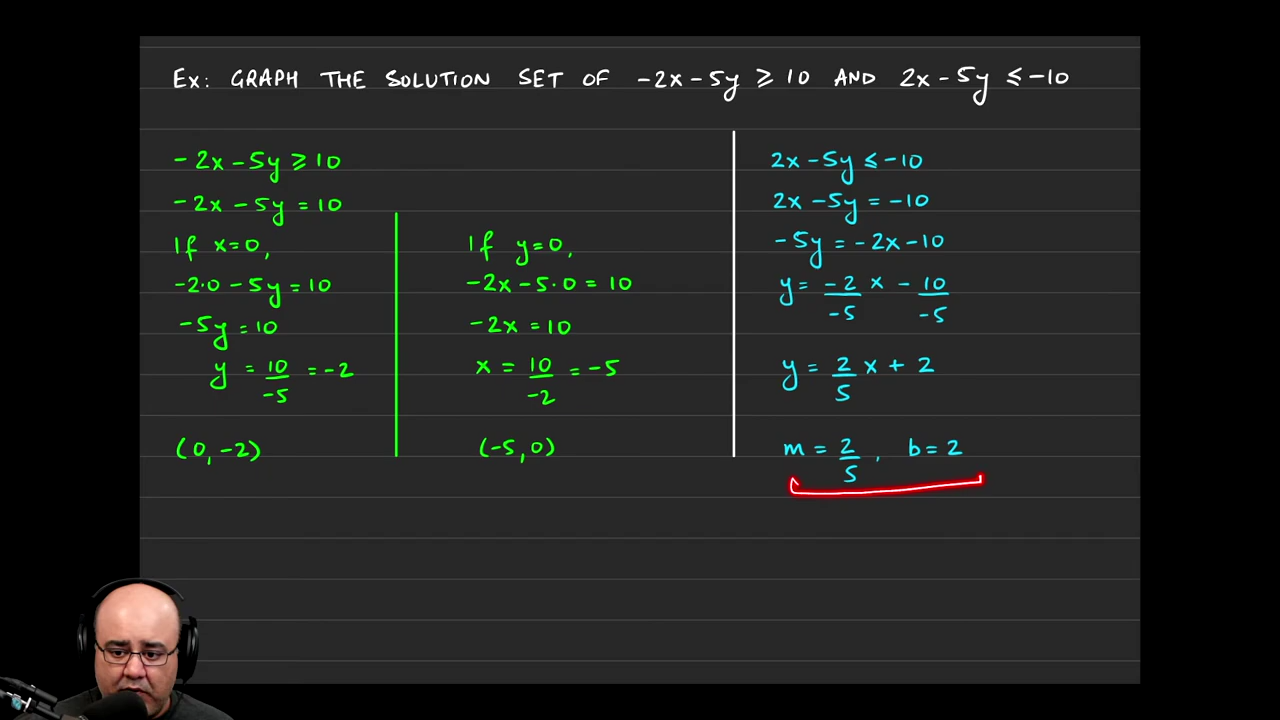 Ex: GRAPH THE SOLUTION SET OF -2x - 5y ≥ 10 AND 2x - 5y ≤ -10
-2x - 5y ≥ 10
-2x - 5y = 10
If x=0,
-2·0 - 5y = 10
-5y = 10
y = 10/-5 = -2
(0, -2)
If y=0,
-2x - 5·0 = 10
-2x = 10
x = 10/-2 = -5
(-5, 0)
2x - 5y ≤ -10
2x - 5y = -10
-5y = -2x - 10
y = -2/-5 x - 10/-5
y = 2/5 x + 2
m = 2/5, b = 2